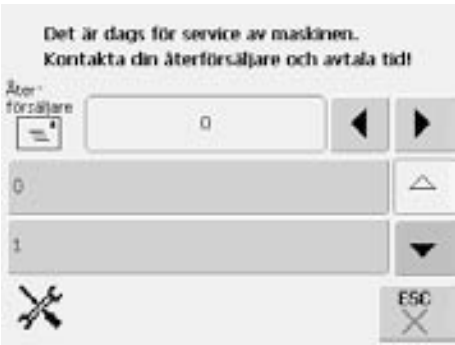 Det är dags för service av maskinen.
Kontakta din återförsäljare och avtala tid!
Åter-
försäljare
0
0
1
ESC